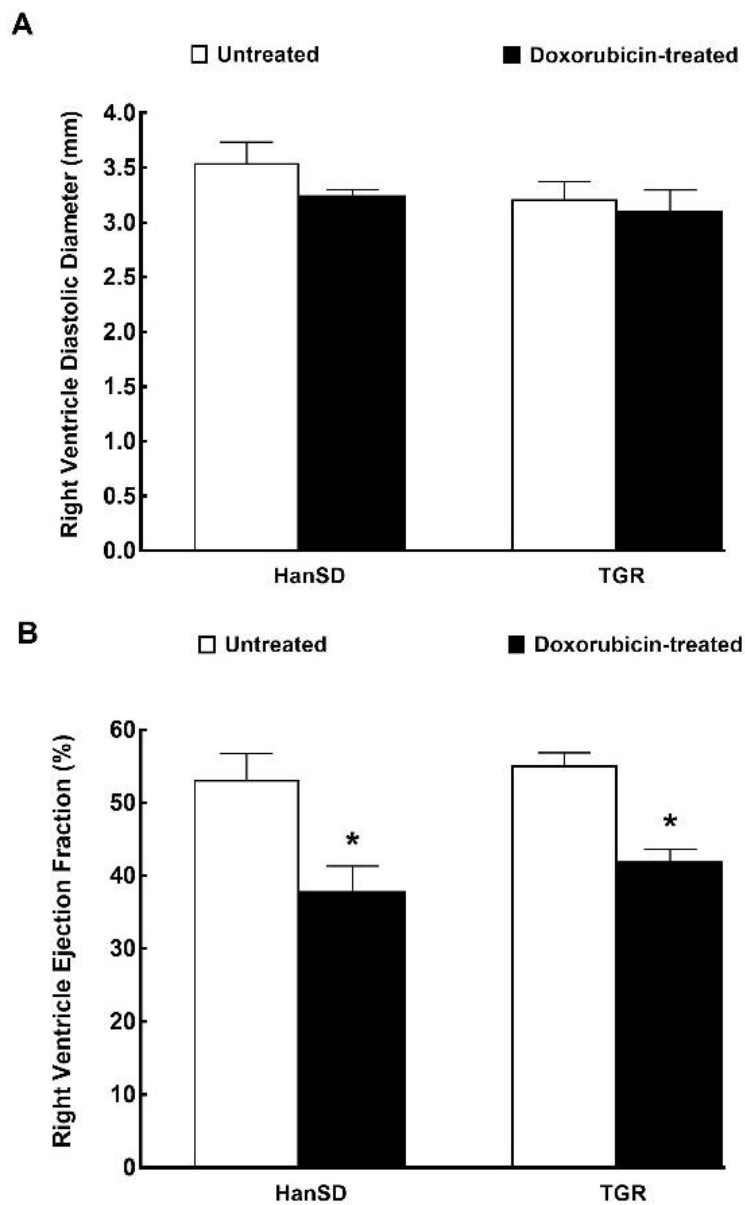 A
Untreated
Doxorubicin-treated
Right Ventricle Diastolic Diameter (mm)
4.0
3.5
3.0
2.5
2.0
1.5
1.0
0.5
0.0
HanSD
TGR
B
Untreated
Doxorubicin-treated
Right Ventricle Ejection Fraction (%)
60
50
40
30
20
10
0
*
*
HanSD
TGR